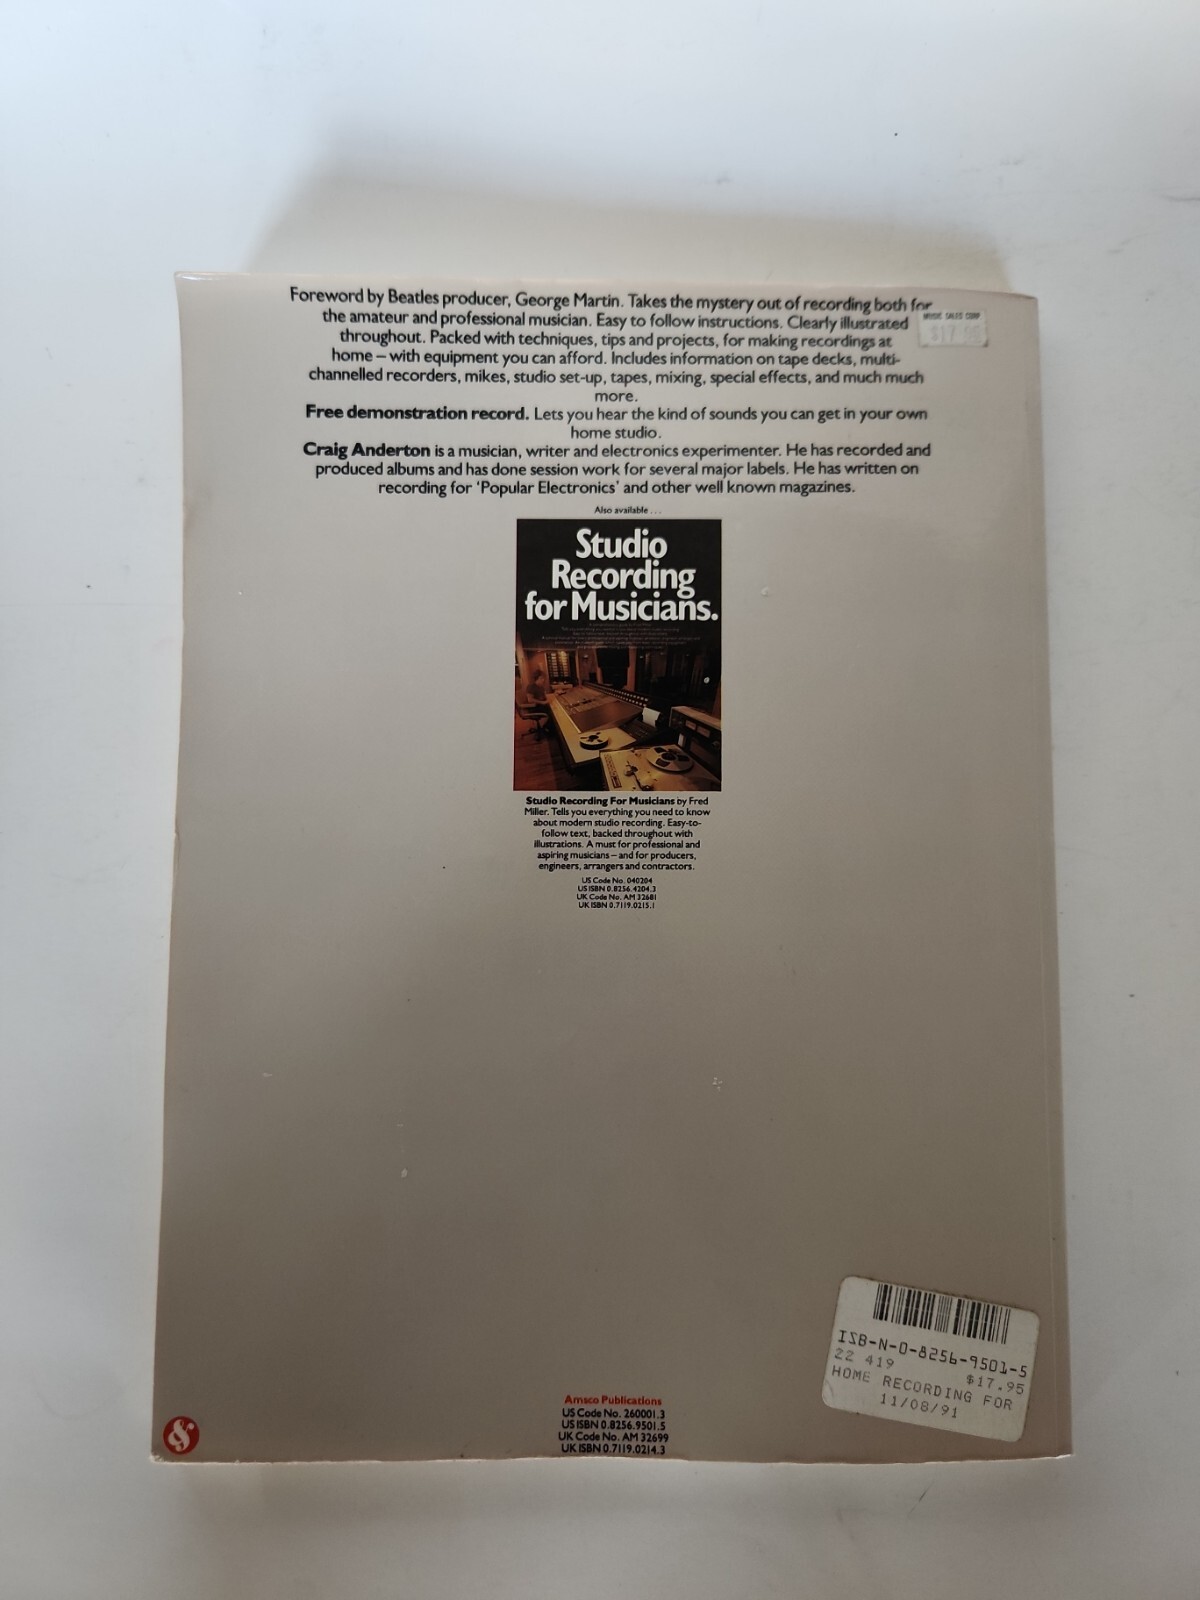 Foreword by Beatles producer, George Martin. Takes the mystery out of recording both for
the amateur and professional musician. Easy to follow instructions. Clearly illustrated
throughout. Packed with techniques, tips and projects, for making recordings at
home – with equipment you can afford. Includes information on tape decks, multi-
channelled recorders, mikes, studio set-up, tapes, mixing, special effects, and much much
more.
MUSIC SALES CORP
$17.95
Free demonstration record. Lets you hear the kind of sounds you can get in your own
home studio.
Craig Anderton is a musician, writer and electronics experimenter. He has recorded and
produced albums and has done session work for several major labels. He has written on
recording for 'Popular Electronics' and other well known magazines.
Also available . . .
Studio
Recording
for Musicians.
Studio Recording For Musicians by Fred
Miller. Tells you everything you need to know
about modern studio recording. Easy-to-
follow text, backed throughout with
illustrations. A must for professional and
aspiring musicians – and for producers,
engineers, arrangers and contractors.
US Code No. 040204
US ISBN 0.8256.4204.3
UK Code No. AM 32681
UK ISBN 0.7119.0215.1
ISB-N-0-8256-9501-5
22 419
$17.95
HOME RECORDING FOR
11/08/91
Amsco Publications
US Code No. 260001.3
US ISBN 0.8256.9501.5
UK Code No. AM 32699
UK ISBN 0.7119.0214.3